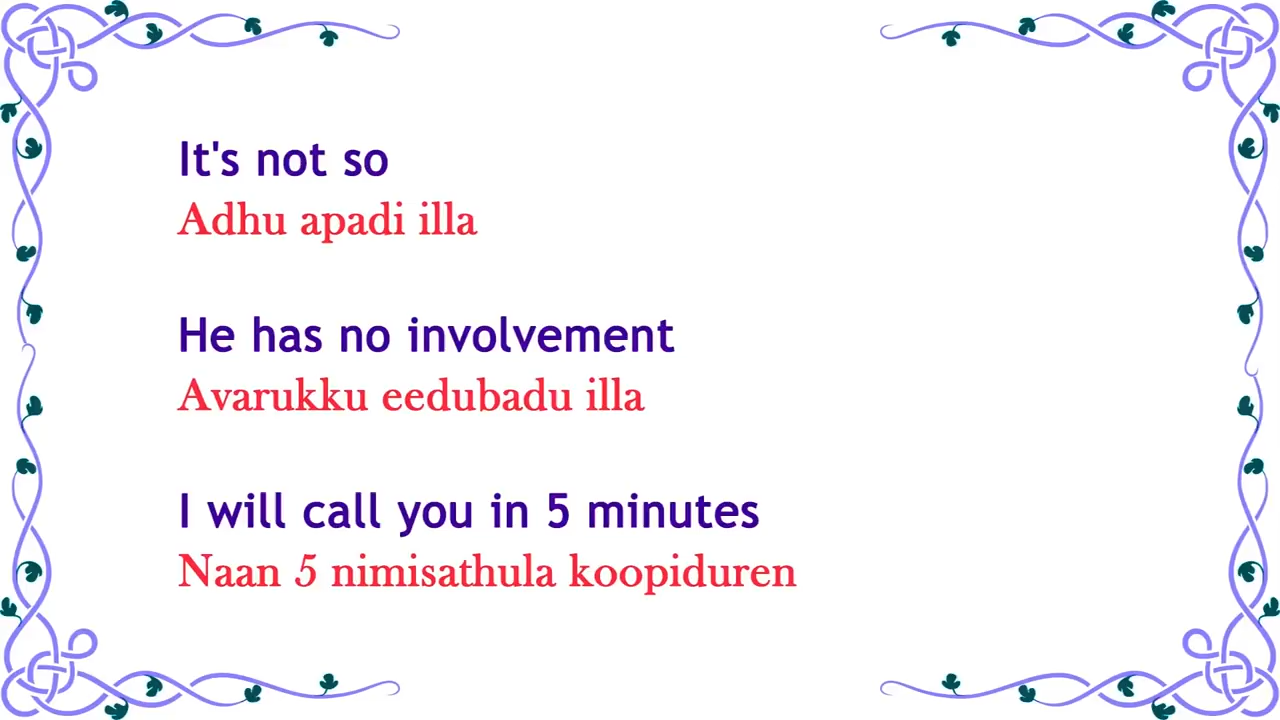 It's not so
Adhu apadi illa
He has no involvement
Avarukku eedubadu illa
I will call you in 5 minutes
Naan 5 nimisathula koopiduren